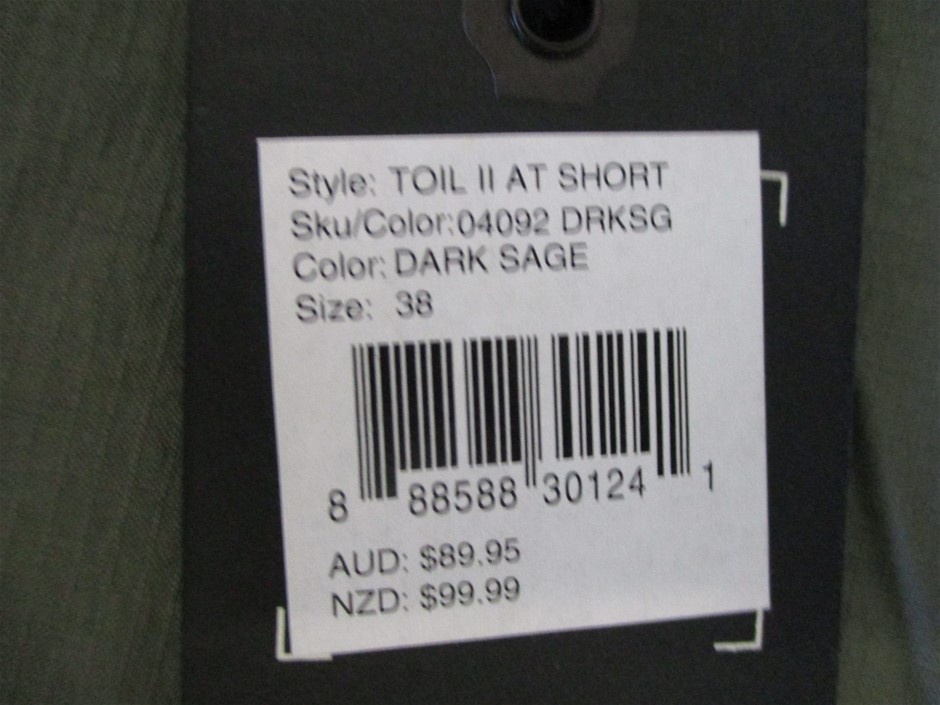 Style: TOIL II AT SHORT
Sku/Color:04092 DRKSG
Color: DARK SAGE
Size: 38
8 88588 30124 1
AUD: $89.95
NZD: $99.99